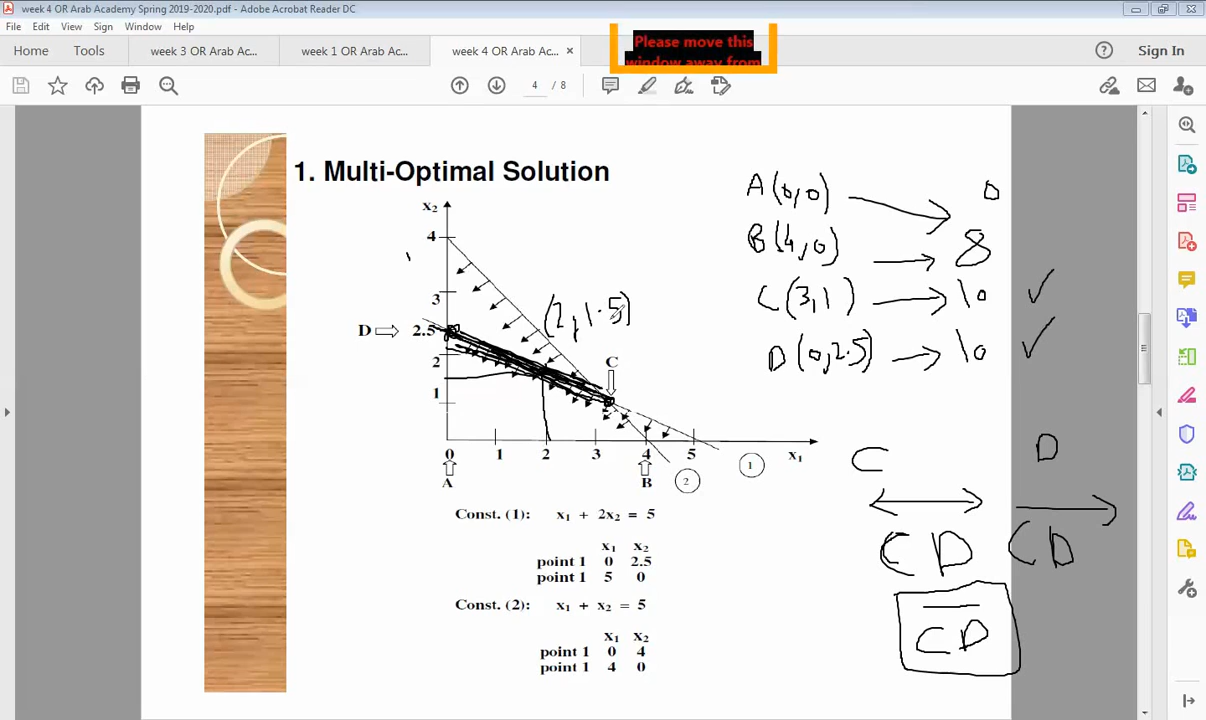 week 4 OR Arab Academy Spring 2019-2020.pdf - Adobe Acrobat Reader DC
File Edit View Sign Window Help
Home Tools week 3 OR Arab Ac... week 1 OR Arab Ac... week 4 OR Arab Ac... × Sign In
Please move this
window away from
4 / 8
1. Multi-Optimal Solution
x₂
4
3
D 2.5
2
1
C
0 1 2 3 4 5 x₁
A B 2 1
(2, 1.5)
A(0,0) 0
B(4,0) 8
C(3,1) 10 ✓
D(0,2.5) 10 ✓
C D
CD CD
CD
Const. (1): x₁ + 2x₂ = 5
x₁ x₂
point 1 0 2.5
point 1 5 0
Const. (2): x₁ + x₂ = 5
x₁ x₂
point 1 0 4
point 1 4 0